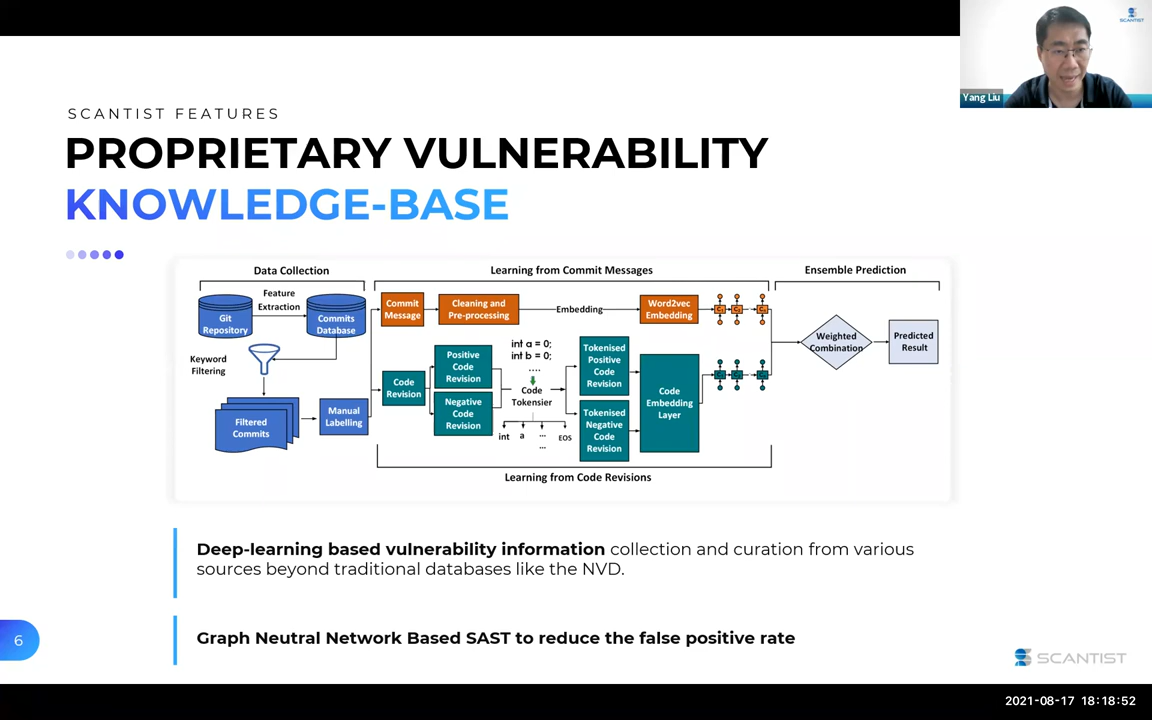 SCANTIST
Yang Liu
SCANTIST FEATURES
PROPRIETARY VULNERABILITY
KNOWLEDGE-BASE
Data Collection
Learning from Commit Messages
Ensemble Prediction
Git
Repository
Feature
Extraction
Commits
Database
Keyword
Filtering
Filtered
Commits
Manual
Labelling
Commit
Message
Cleaning and
Pre-processing
Embedding
Word2vec
Embedding
Code
Revision
Positive
Code
Revision
Negative
Code
Revision
int a = 0;
int b = 0;
....
Code
Tokensier
int a ... EOS
...
Tokenised
Positive
Code
Revision
Tokenised
Negative
Code
Revision
Code
Embedding
Layer
Weighted
Combination
Predicted
Result
Learning from Code Revisions
Deep-learning based vulnerability information collection and curation from various
sources beyond traditional databases like the NVD.
Graph Neutral Network Based SAST to reduce the false positive rate
6
SCANTIST
2021-08-17 18:18:52